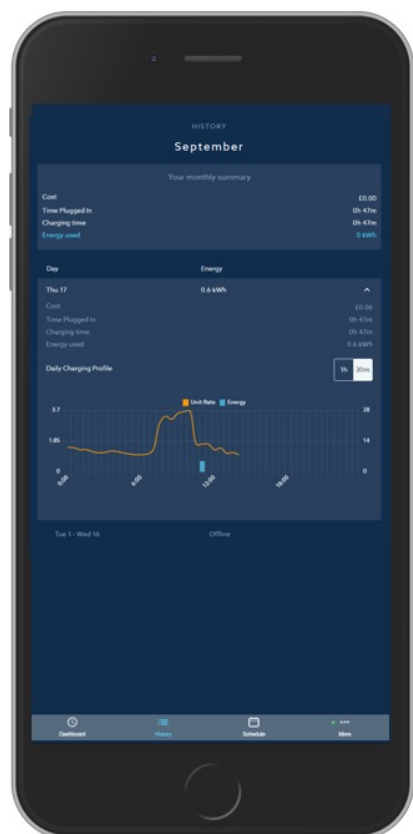 HISTORY
September
Your monthly summary
Cost £0.00
Time Plugged In 0h 47m
Charging time 0h 47m
Energy used 0 kWh
Day Energy
Thu 17 0.6 kWh
Cost £0.06
Time Plugged In 0h 47m
Charging time 0h 47m
Energy used 0.6 kWh
Daily Charging Profile 1h 30m
Unit Rate Energy
3.7 28
1.85 14
0 0
0:00 6:00 12:00 18:00
Tue 1 - Wed 16 Offline
Dashboard History Schedule More